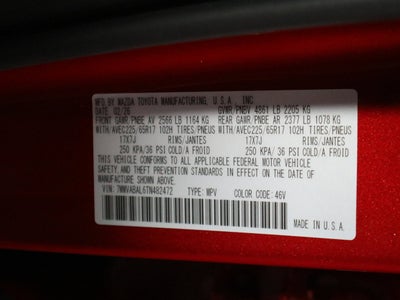 MFD. BY MAZDA TOYOTA MANUFACTURING, U.S.A., INC.
DATE: 02/26 GVWR/PNBV 4861 LB 2205 KG
FRONT GAWR/PNBE AV 2566 LB 1164 KG REAR GAWR/PNBE AR 2377 LB 1078 KG
WITH/AVEC225/65R17 102H TIRES/PNEUS WITH/AVEC225/65R17 102H TIRES/PNEUS
17X7J RIMS/JANTES 17X7J RIMS/JANTES
250 KPA/ 36 PSI COLD/A FROID 250 KPA/ 36 PSI COLD/A FROID
THIS VEHICLE CONFORMS TO ALL APPLICABLE FEDERAL MOTOR VEHICLE
SAFETY, AND THEFT PREVENTION STANDARDS IN EFFECT ON THE DATE OF
MANUFACTURE SHOWN ABOVE.
VIN: 7MMVABAL6TN482472 TYPE: MPV COLOR CODE: 46V
MADE IN U.S.A.